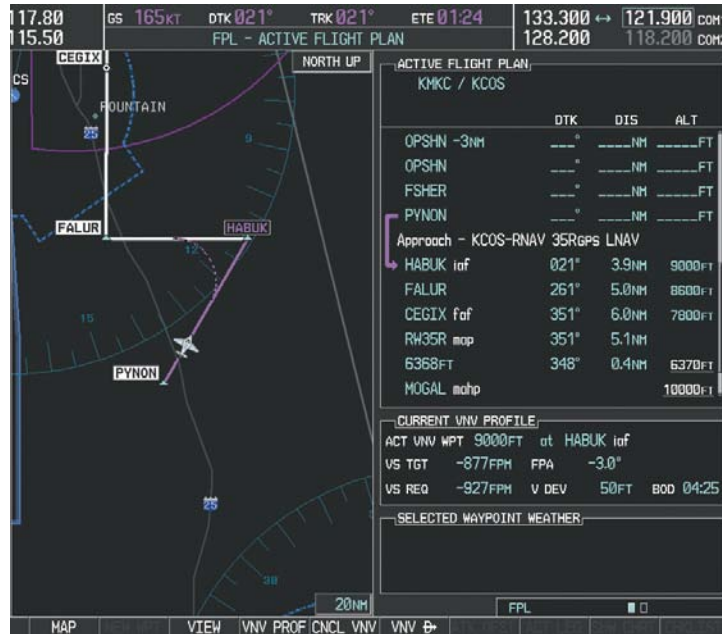 117.80 GS 165KT DTK 021° TRK 021° ETE 01:24 133.300 ↔ 121.900 COM
115.50 FPL - ACTIVE FLIGHT PLAN 128.200 118.200 COM
NORTH UP
CEGIX
CS
FOUNTAIN
25
9
FALUR
HABUK
12
15
PYNON
25
30
20NM
ACTIVE FLIGHT PLAN
KMKC / KCOS
DTK DIS ALT
OPSHN -3NM ___° ____NM _____FT
OPSHN ___° ____NM _____FT
FSHER ___° ____NM _____FT
PYNON ___° ____NM _____FT
Approach - KCOS-RNAV 35RGPS LNAV
HABUK iaf 021° 3.9NM 9000FT
FALUR 261° 5.0NM 8600FT
CEGIX faf 351° 6.0NM 7800FT
RW35R map 351° 5.1NM
6368FT 348° 0.4NM 6370FT
MOGAL mahp 10000FT
CURRENT VNV PROFILE
ACT VNV WPT 9000FT at HABUK iaf
VS TGT -877FPM FPA -3.0°
VS REQ -927FPM V DEV 50FT BOD 04:25
SELECTED WAYPOINT WEATHER
FPL
MAP VIEW VNV PROF CNCL VNV VNV D→